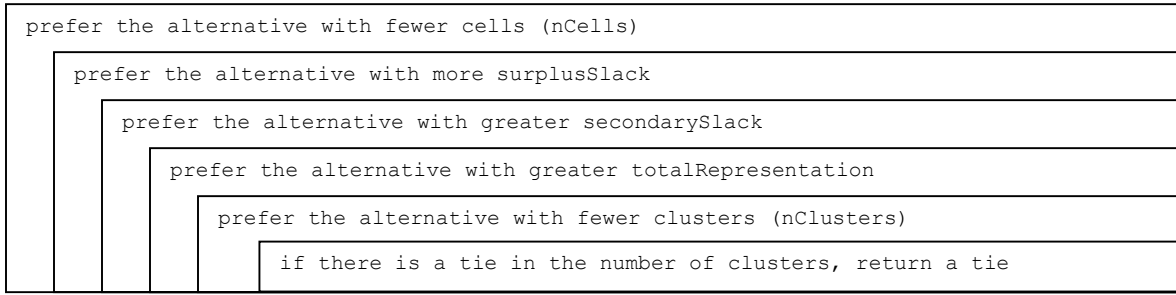 prefer the alternative with fewer cells (nCells)
prefer the alternative with more surplusSlack
prefer the alternative with greater secondarySlack
prefer the alternative with greater totalRepresentation
prefer the alternative with fewer clusters (nClusters)
if there is a tie in the number of clusters, return a tie